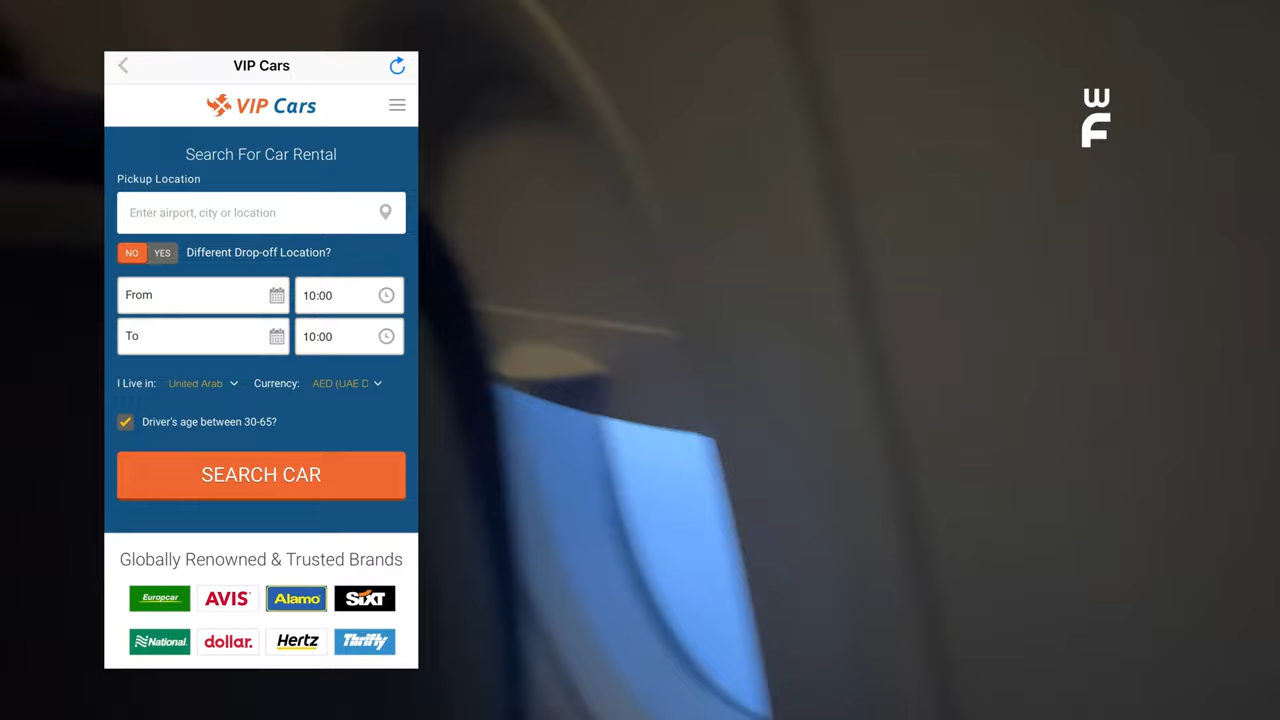 VIP Cars
VIP Cars
Search For Car Rental
Pickup Location
Enter airport, city or location
NO YES Different Drop-off Location?
From 10:00
To 10:00
I Live in: United Arab Currency: AED (UAE D
Driver's age between 30-65?
SEARCH CAR
Globally Renowned & Trusted Brands
Europcar AVIS Alamo SIXT
National dollar. Hertz Thrifty
W
F